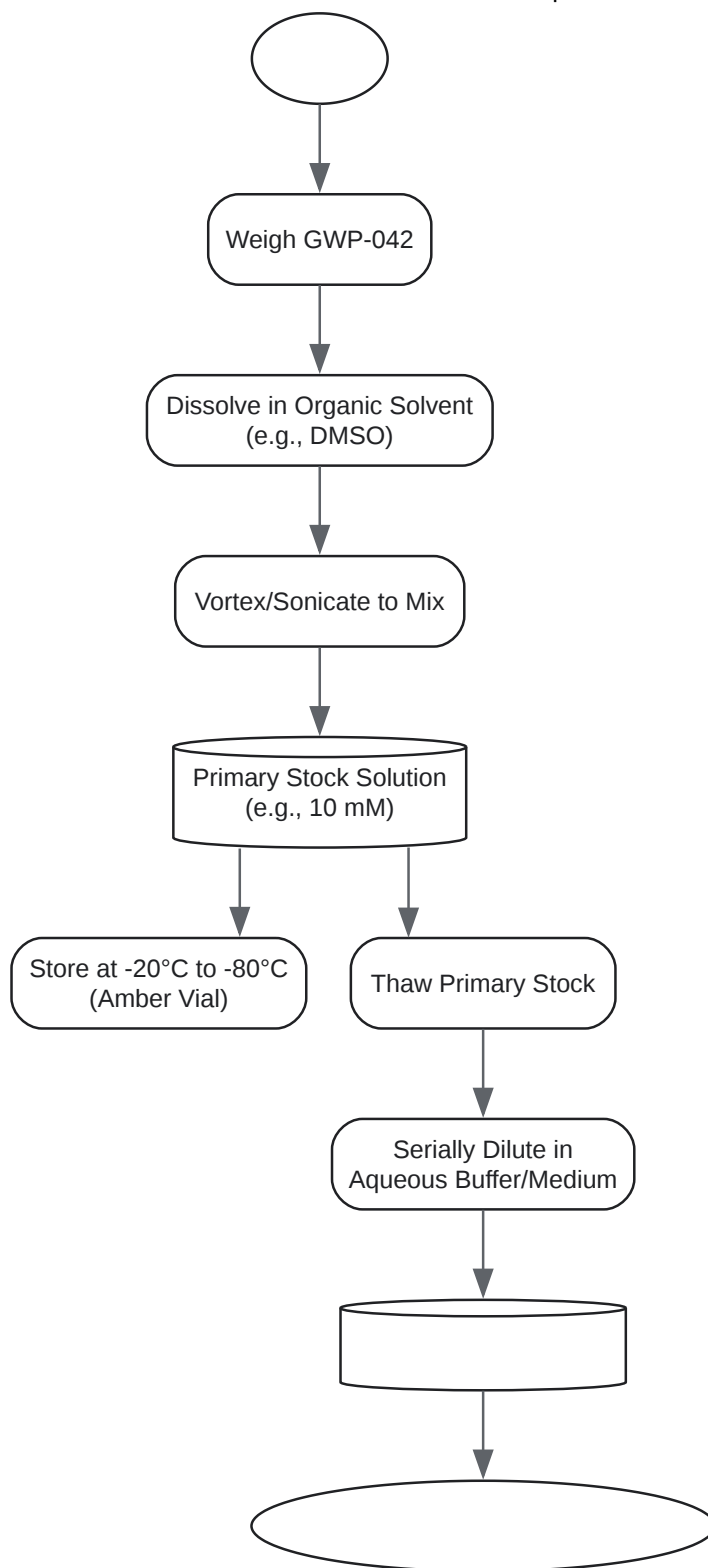 Weigh GWP-042
Dissolve in Organic Solvent
(e.g., DMSO)
Vortex/Sonicate to Mix
Primary Stock Solution
(e.g., 10 mM)
Store at -20°C to -80°C
(Amber Vial)
Thaw Primary Stock
Serially Dilute in
Aqueous Buffer/Medium